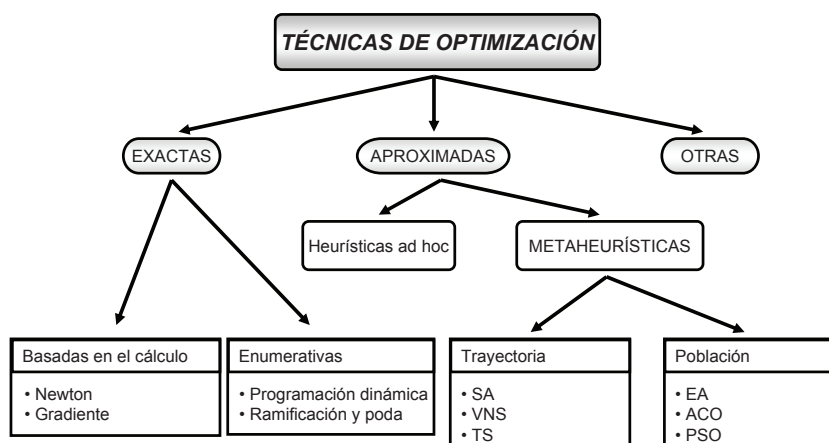 TÉCNICAS DE OPTIMIZACIÓN
EXACTAS
APROXIMADAS
OTRAS
Heurísticas ad hoc
METAHEURÍSTICAS
Basadas en el cálculo
• Newton
• Gradiente
Enumerativas
• Programación dinámica
• Ramificación y poda
Trayectoria
• SA
• VNS
• TS
Población
• EA
• ACO
• PSO